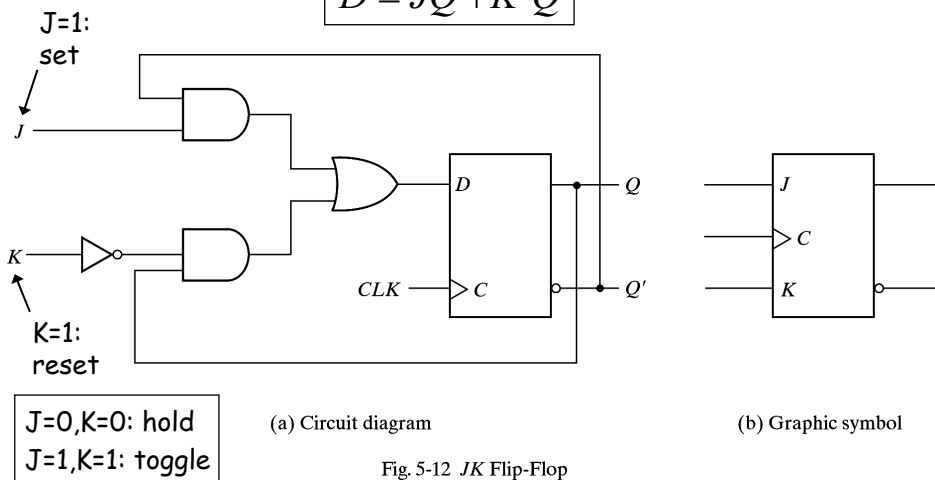 D = JQ' + K'Q
J=1:
set
J
K
K=1:
reset
D
CLK
C
Q
Q'
J
C
K
J=0,K=0: hold
J=1,K=1: toggle
(a) Circuit diagram
(b) Graphic symbol
Fig. 5-12 JK Flip-Flop